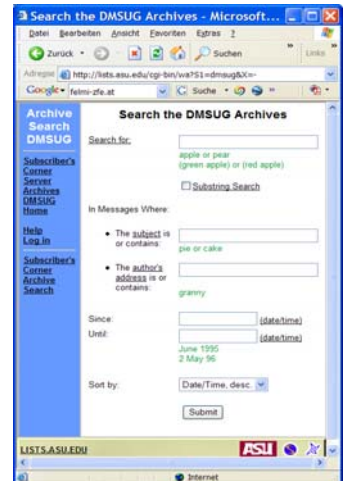 Search the DMSUG Archives - Microsoft...
Datei Bearbeiten Ansicht Favoriten Extras ?
Zurück Suchen Links
Adresse http://lists.asu.edu/cgi-bin/wa?S1=dmsug&X=-
Google felmi-zfe.at Suche
Archive
Search
DMSUG
Subscriber's
Corner
Server
Archives
DMSUG
Home
Help
Log in
Subscriber's
Corner
Archive
Search
Search the DMSUG Archives
Search for:
apple or pear
(green apple) or (red apple)
Substring Search
In Messages Where:
• The subject is
or contains:
pie or cake
• The author's
address is or
contains:
granny
Since: (date/time)
Until: (date/time)
June 1995
2 May 96
Sort by: Date/Time, desc.
Submit
LISTS.ASU.EDU ASU
Internet